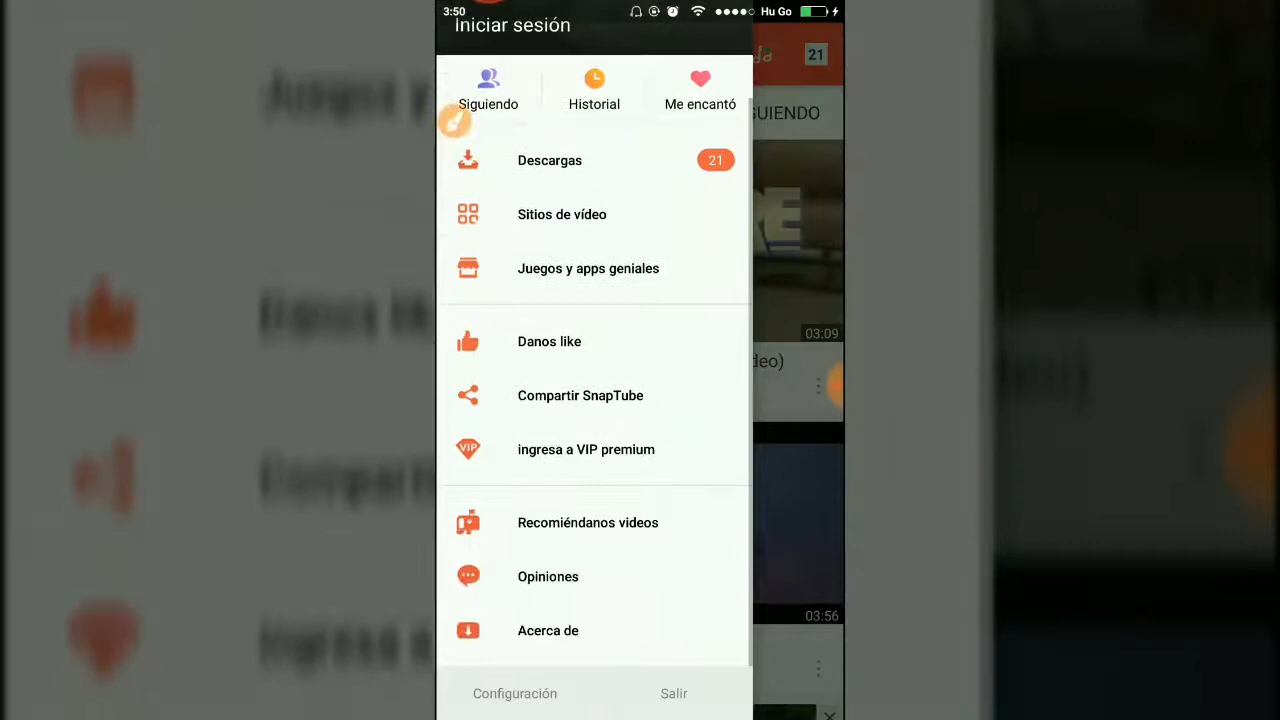 3:50
Hu Go
Iniciar sesión
21
Siguiendo
Historial
Me encantó
GUIENDO
Descargas
21
Sitios de vídeo
Juegos y apps geniales
03:09
Danos like
deo)
Compartir SnapTube
VIP
ingresa a VIP premium
Recomiéndanos videos
Opiniones
03:56
Acerca de
Configuración
Salir